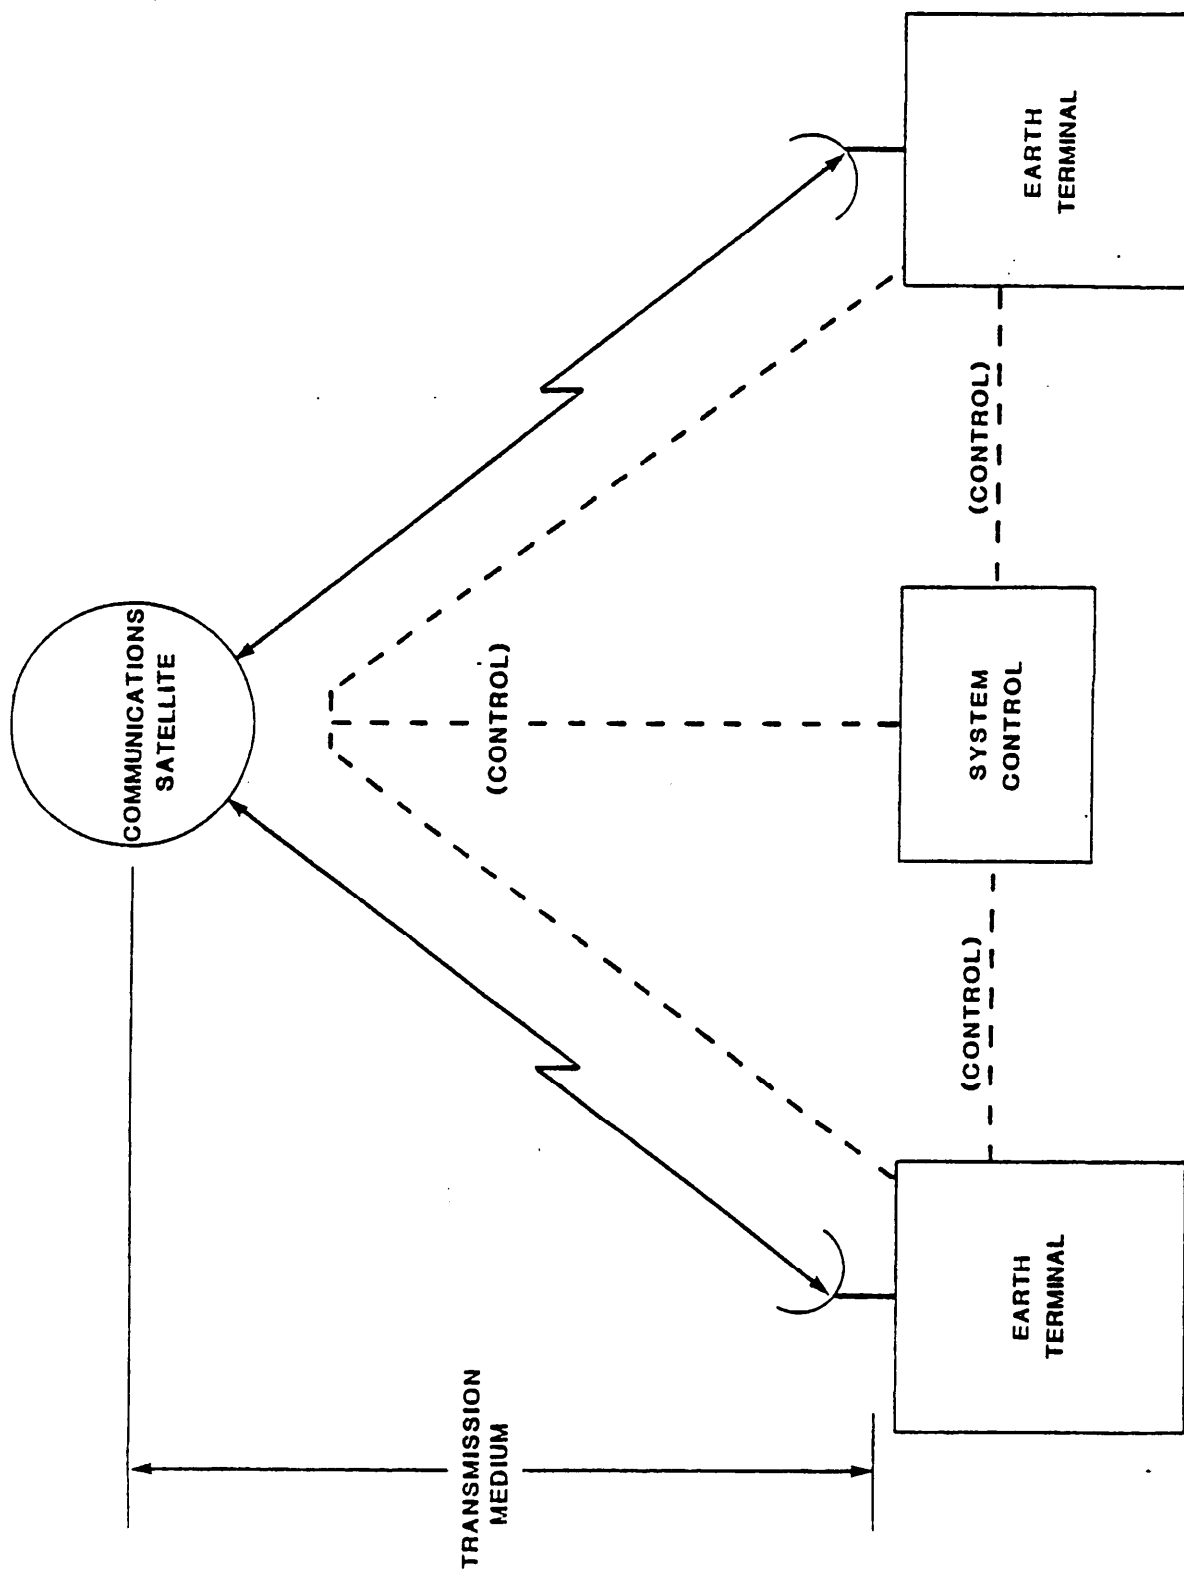 COMMUNICATIONS
SATELLITE
TRANSMISSION
MEDIUM
(CONTROL)
EARTH
TERMINAL
(CONTROL)
SYSTEM
CONTROL
(CONTROL)
EARTH
TERMINAL